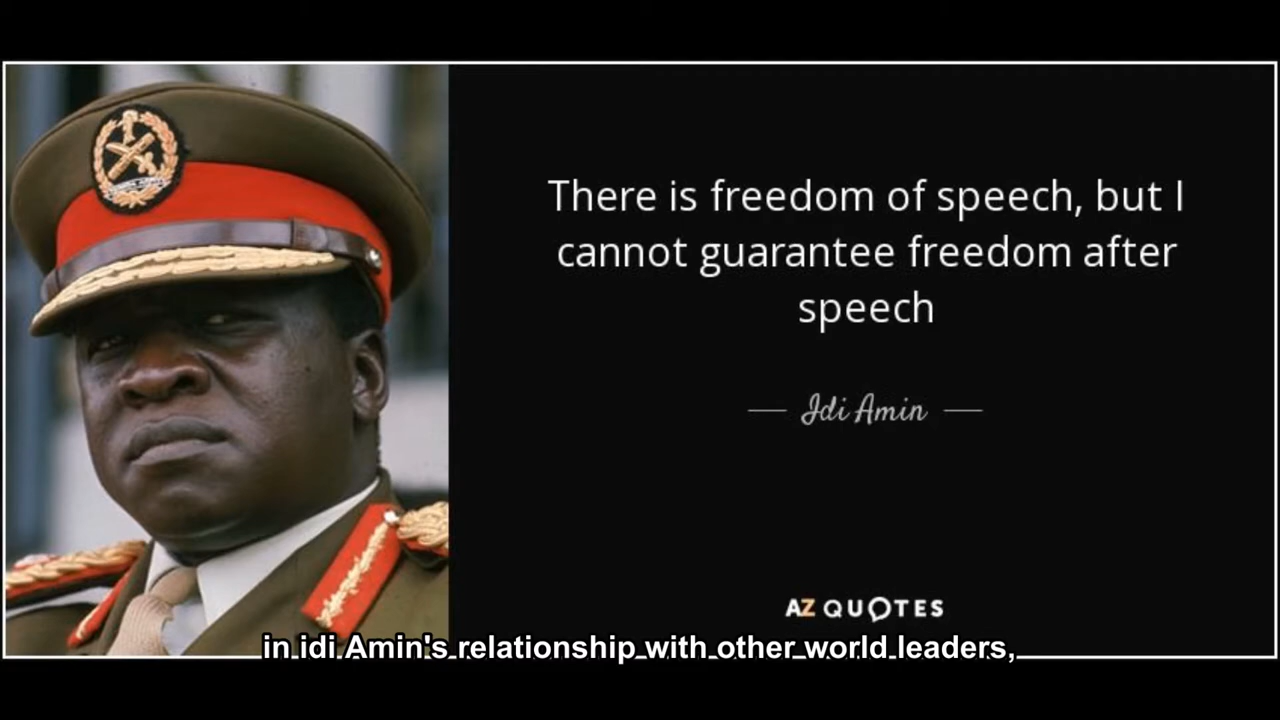 There is freedom of speech, but I
cannot guarantee freedom after
speech
Idi Amin
AZ QUOTES
in idi Amin's relationship with other world leaders,